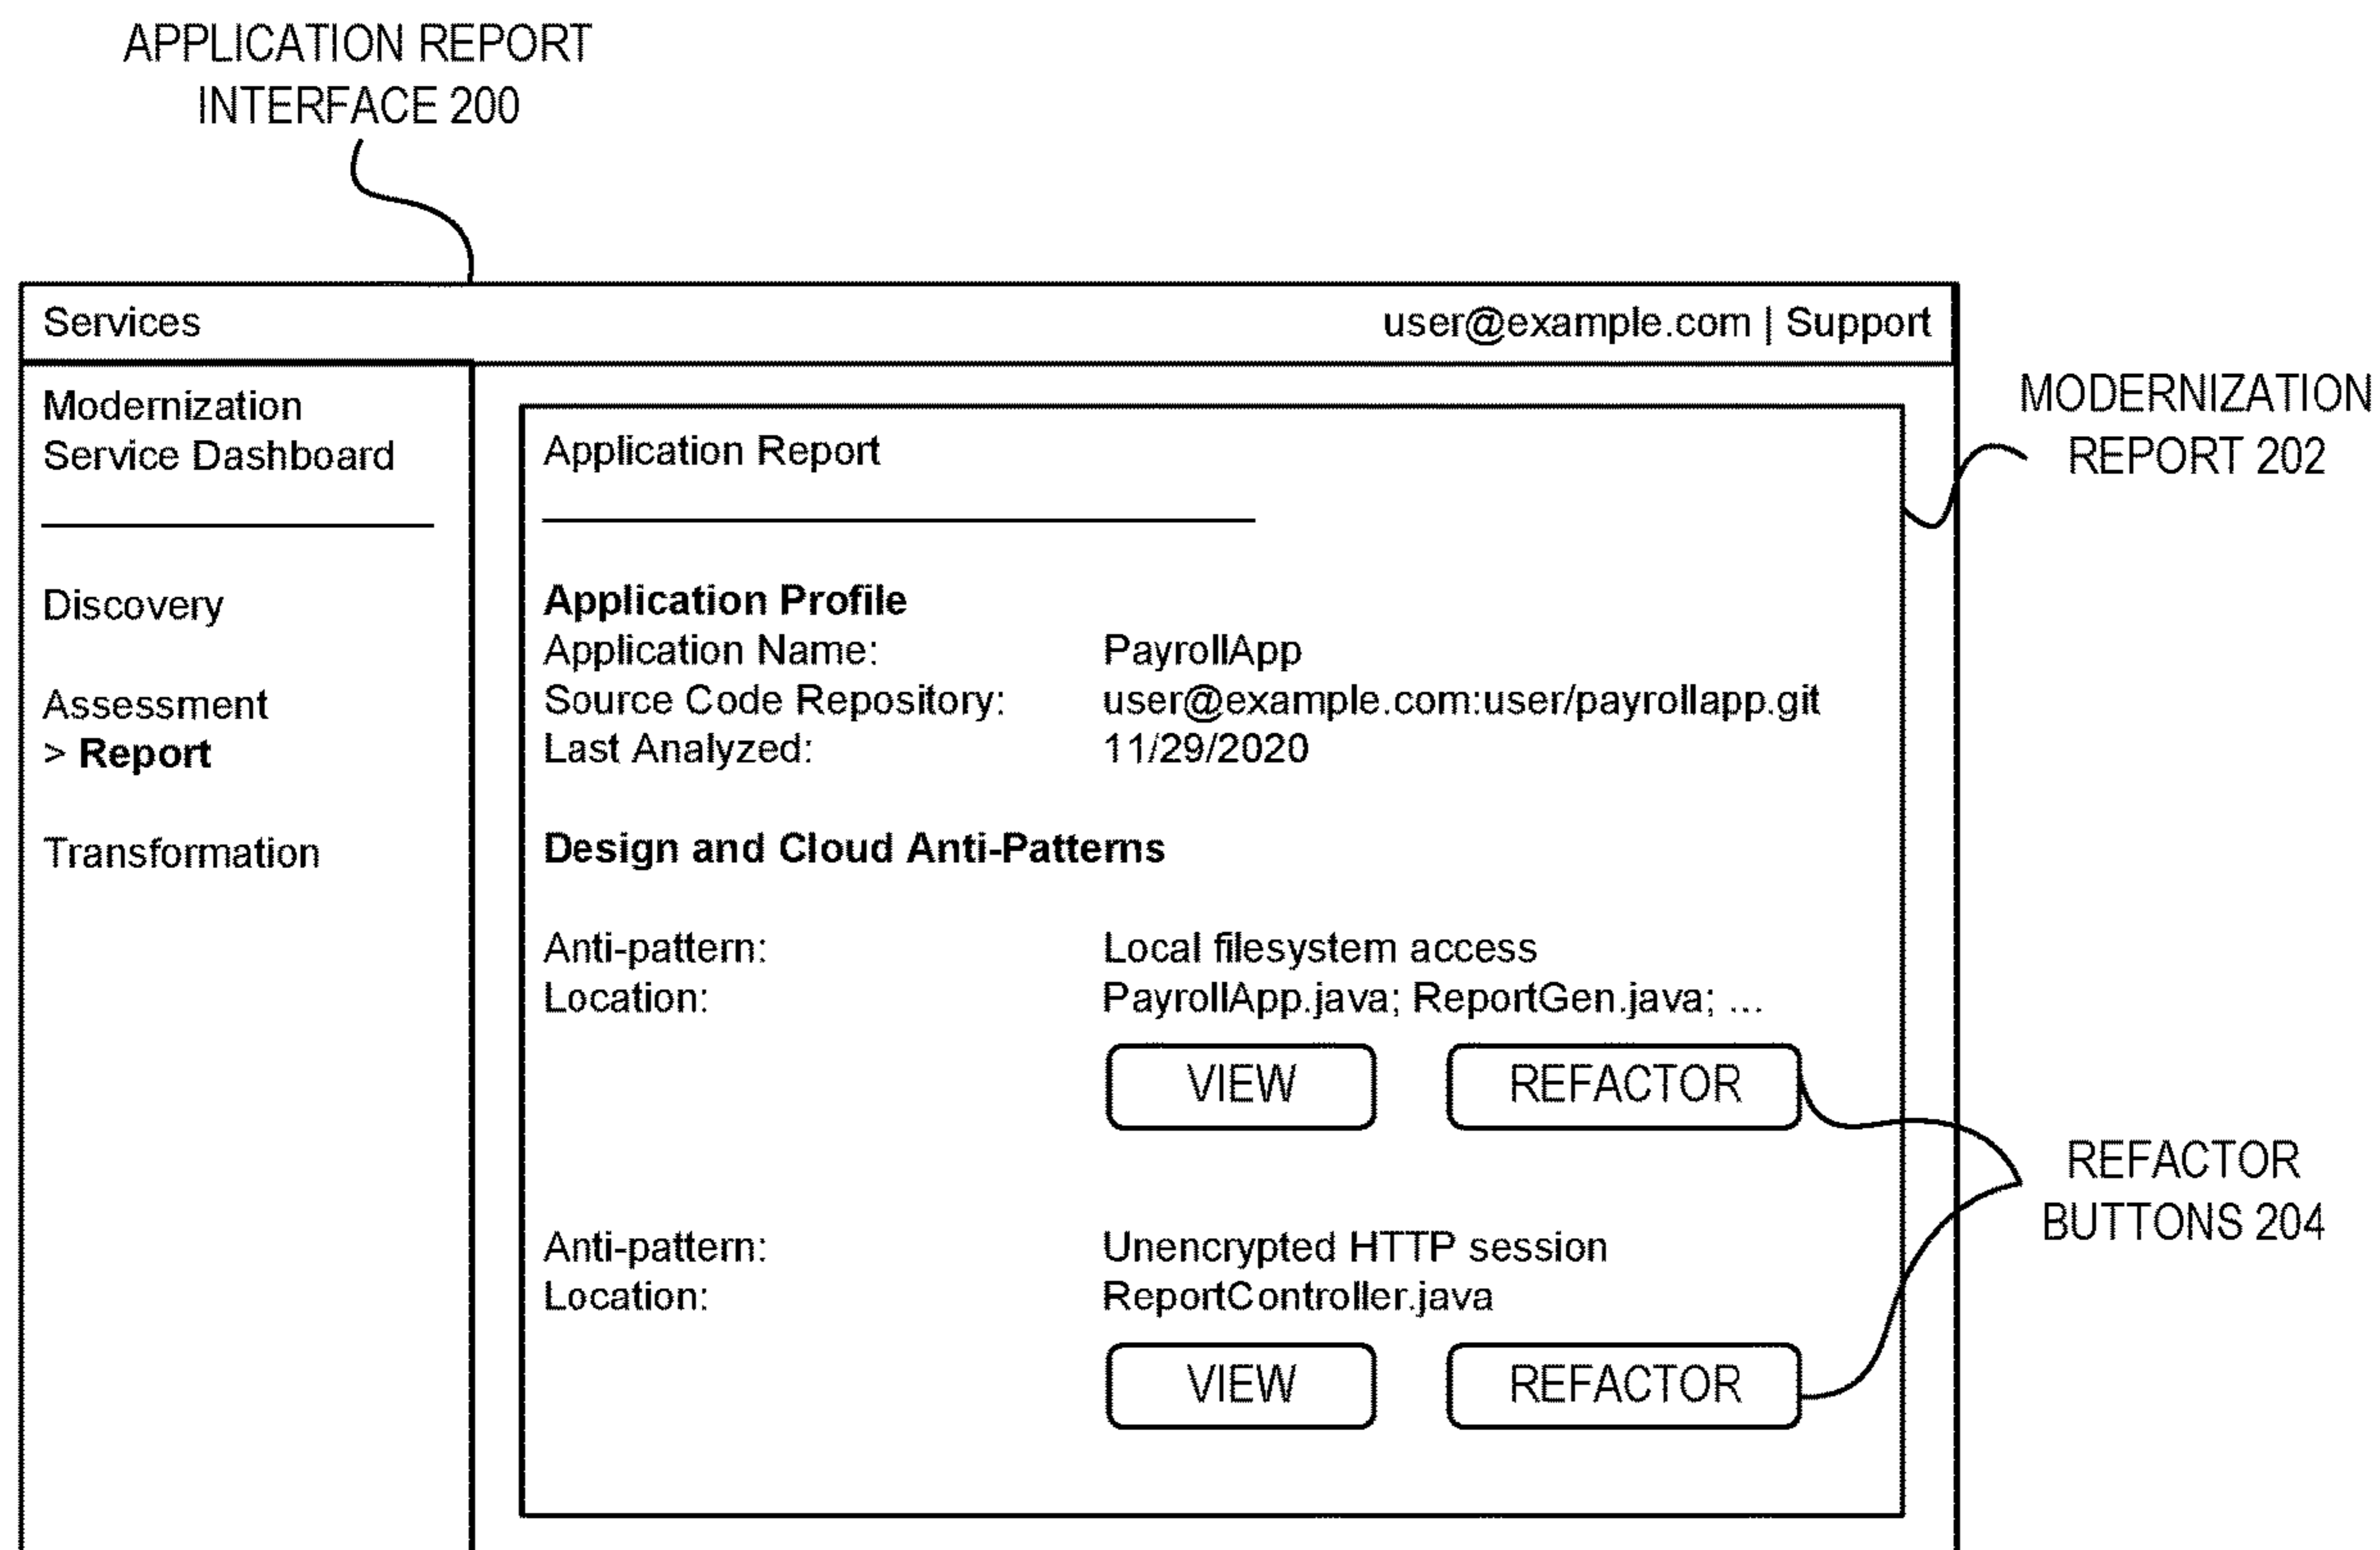 APPLICATION REPORT
INTERFACE 200
Services
user@example.com | Support
Modernization
Service Dashboard
Discovery
Assessment
> Report
Transformation
Application Report
Application Profile
Application Name: PayrollApp
Source Code Repository: user@example.com:user/payrollapp.git
Last Analyzed: 11/29/2020
Design and Cloud Anti-Patterns
Anti-pattern: Local filesystem access
Location: PayrollApp.java; ReportGen.java; ...
VIEW REFACTOR
Anti-pattern: Unencrypted HTTP session
Location: ReportController.java
VIEW REFACTOR
MODERNIZATION
REPORT 202
REFACTOR
BUTTONS 204